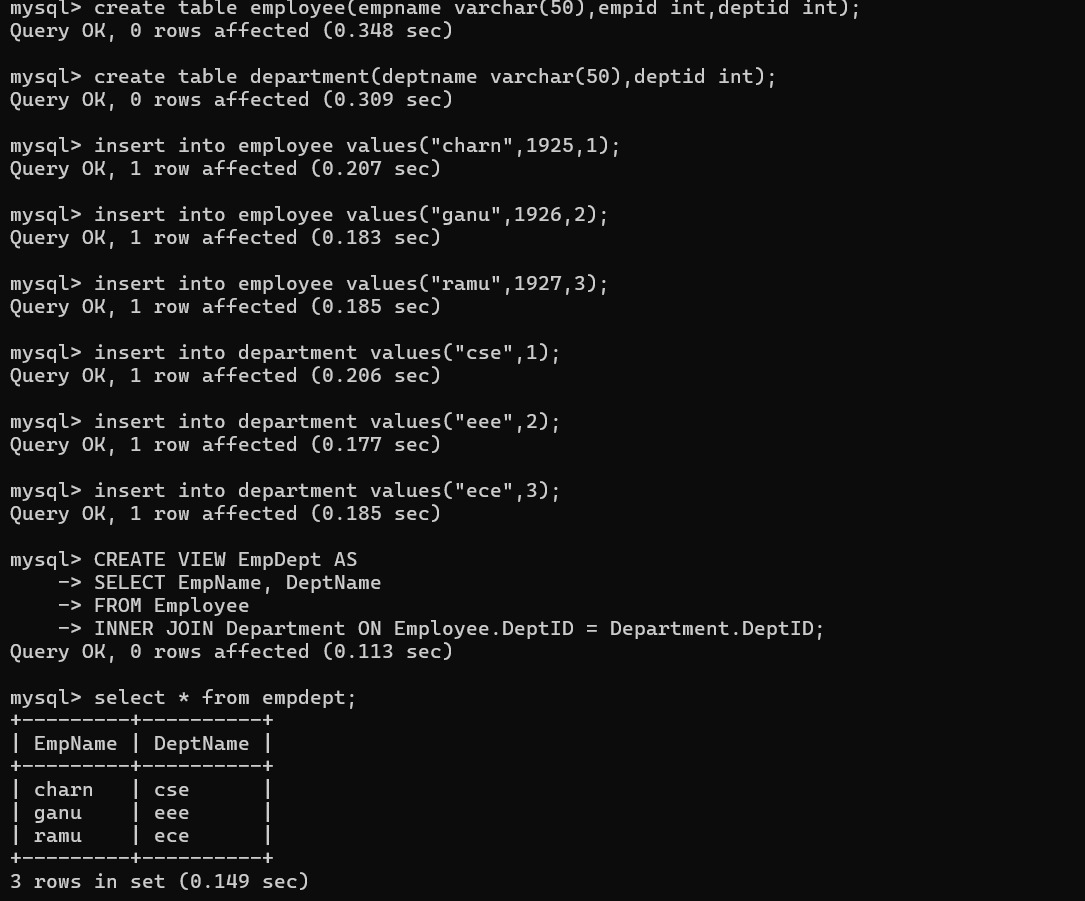 mysql> create table employee(empname varchar(50),empid int,deptid int);
Query OK, 0 rows affected (0.348 sec)

mysql> create table department(deptname varchar(50),deptid int);
Query OK, 0 rows affected (0.309 sec)

mysql> insert into employee values("charn",1925,1);
Query OK, 1 row affected (0.207 sec)

mysql> insert into employee values("ganu",1926,2);
Query OK, 1 row affected (0.183 sec)

mysql> insert into employee values("ramu",1927,3);
Query OK, 1 row affected (0.185 sec)

mysql> insert into department values("cse",1);
Query OK, 1 row affected (0.206 sec)

mysql> insert into department values("eee",2);
Query OK, 1 row affected (0.177 sec)

mysql> insert into department values("ece",3);
Query OK, 1 row affected (0.185 sec)

mysql> CREATE VIEW EmpDept AS
    -> SELECT EmpName, DeptName
    -> FROM Employee
    -> INNER JOIN Department ON Employee.DeptID = Department.DeptID;
Query OK, 0 rows affected (0.113 sec)

mysql> select * from empdept;
+---------+----------+
| EmpName | DeptName |
+---------+----------+
| charn   | cse      |
| ganu    | eee      |
| ramu    | ece      |
+---------+----------+
3 rows in set (0.149 sec)